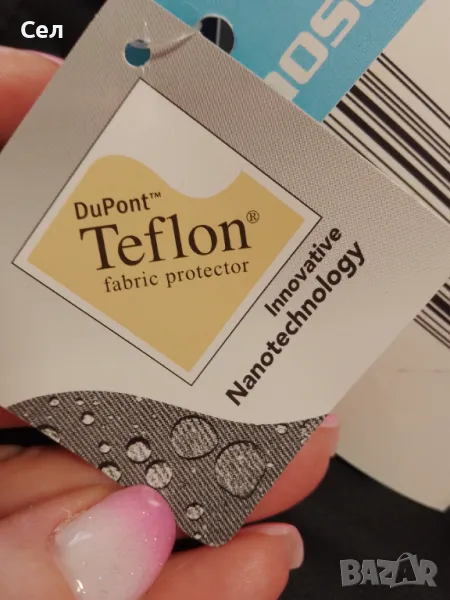 Сел
DuPont™
Teflon®
fabric protector
Innovative
Nanotechnology
BAZAR